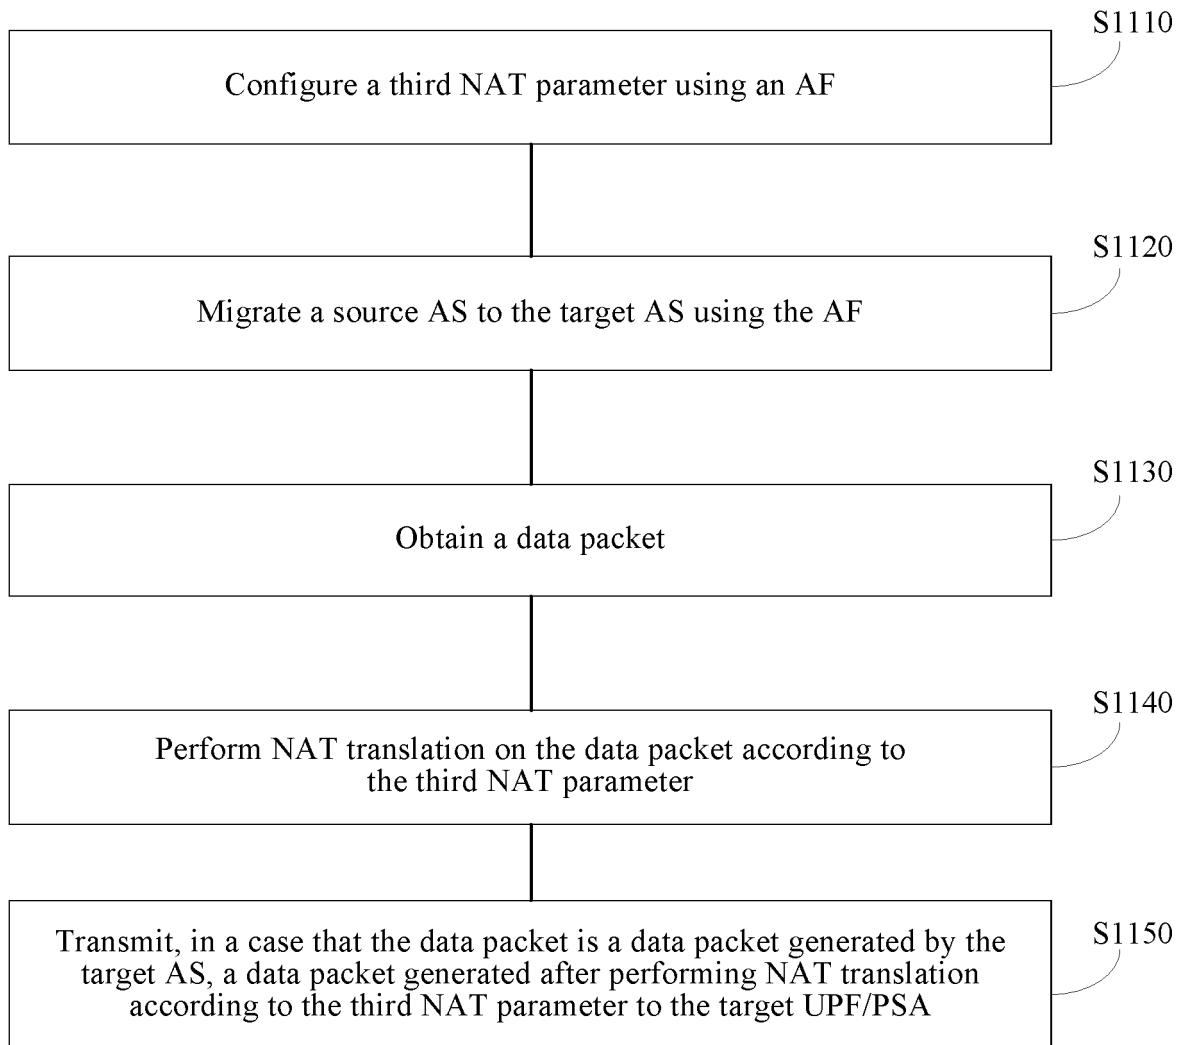 S1110
Configure a third NAT parameter using an AF
S1120
Migrate a source AS to the target AS using the AF
S1130
Obtain a data packet
S1140
Perform NAT translation on the data packet according to
the third NAT parameter
S1150
Transmit, in a case that the data packet is a data packet generated by the
target AS, a data packet generated after performing NAT translation
according to the third NAT parameter to the target UPF/PSA